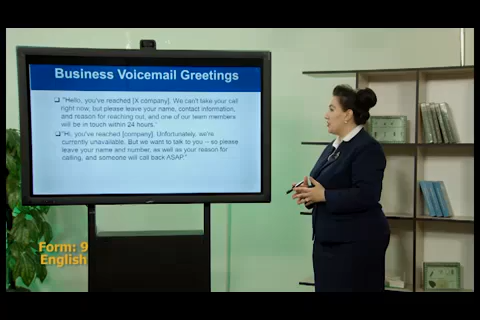 Business Voicemail Greetings
❑ "Hello, you've reached [X company]. We can't take your call
right now, but please leave your name, contact information,
and reason for reaching out, and one of our team members
will be in touch within 24 hours."
❑ "Hi, you've reached [company]. Unfortunately, we're
currently unavailable. But we want to talk to you – so please
leave your name and number, as well as your reason for
calling, and someone will call back ASAP."
Form: 9
English